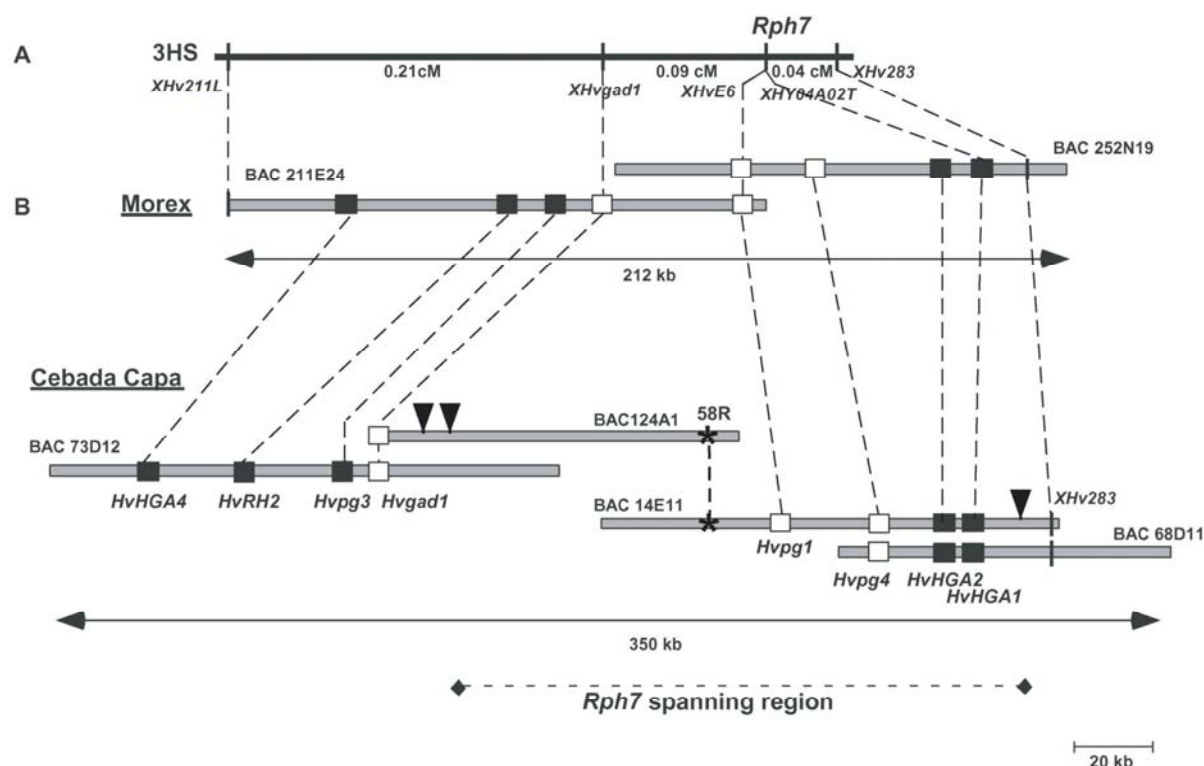 Rph7
A 3HS
0.21cM 0.09 cM 0.04 cM XHv283
XHv211L XHvgad1 XHvE6 XHY04A02T
BAC 252N19
BAC 211E24
B Morex
212 kb
Cebada Capa
58R
BAC124A1
BAC 73D12
HvHGA4 HvRH2 Hvpg3 Hvgad1
XHv283
BAC 14E11
BAC 68D11
Hvpg1
Hvpg4 HvHGA2
HvHGA1
350 kb
Rph7 spanning region
20 kb